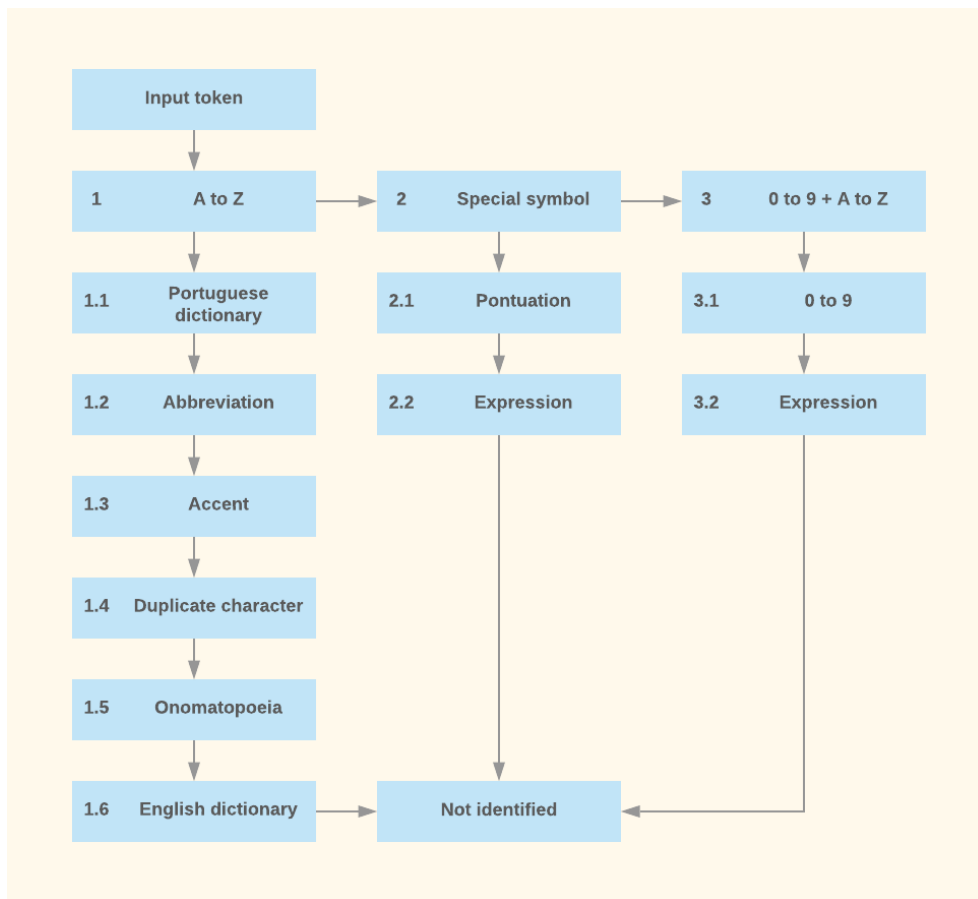 Input token
1 A to Z
2 Special symbol
3 0 to 9 + A to Z
1.1 Portuguese
dictionary
2.1 Pontuation
3.1 0 to 9
1.2 Abbreviation
2.2 Expression
3.2 Expression
1.3 Accent
1.4 Duplicate character
1.5 Onomatopoeia
1.6 English dictionary
Not identified